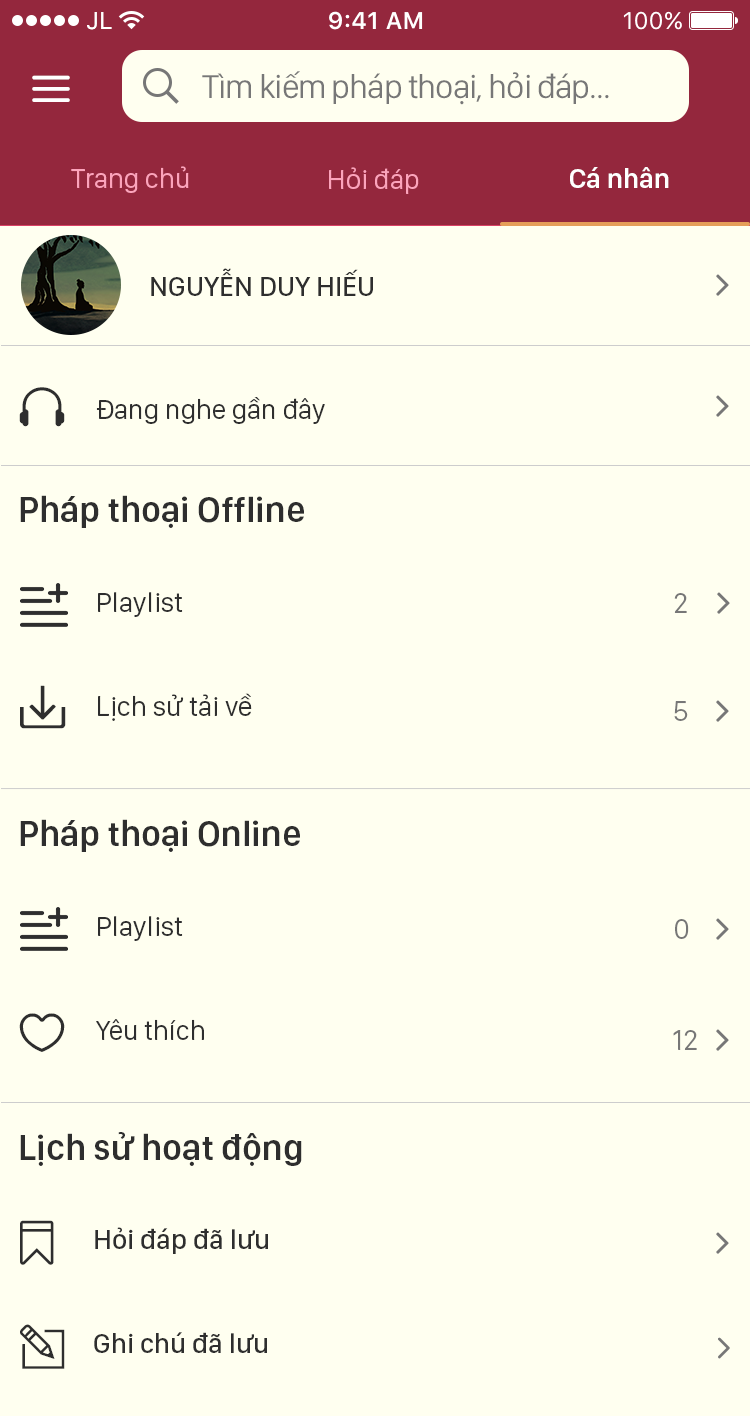 JL 9:41 AM 100%
Tìm kiếm pháp thoại, hỏi đáp...
Trang chủ Hỏi đáp Cá nhân
NGUYỄN DUY HIẾU
Đang nghe gần đây
Pháp thoại Offline
Playlist 2
Lịch sử tải về 5
Pháp thoại Online
Playlist 0
Yêu thích 12
Lịch sử hoạt động
Hỏi đáp đã lưu
Ghi chú đã lưu